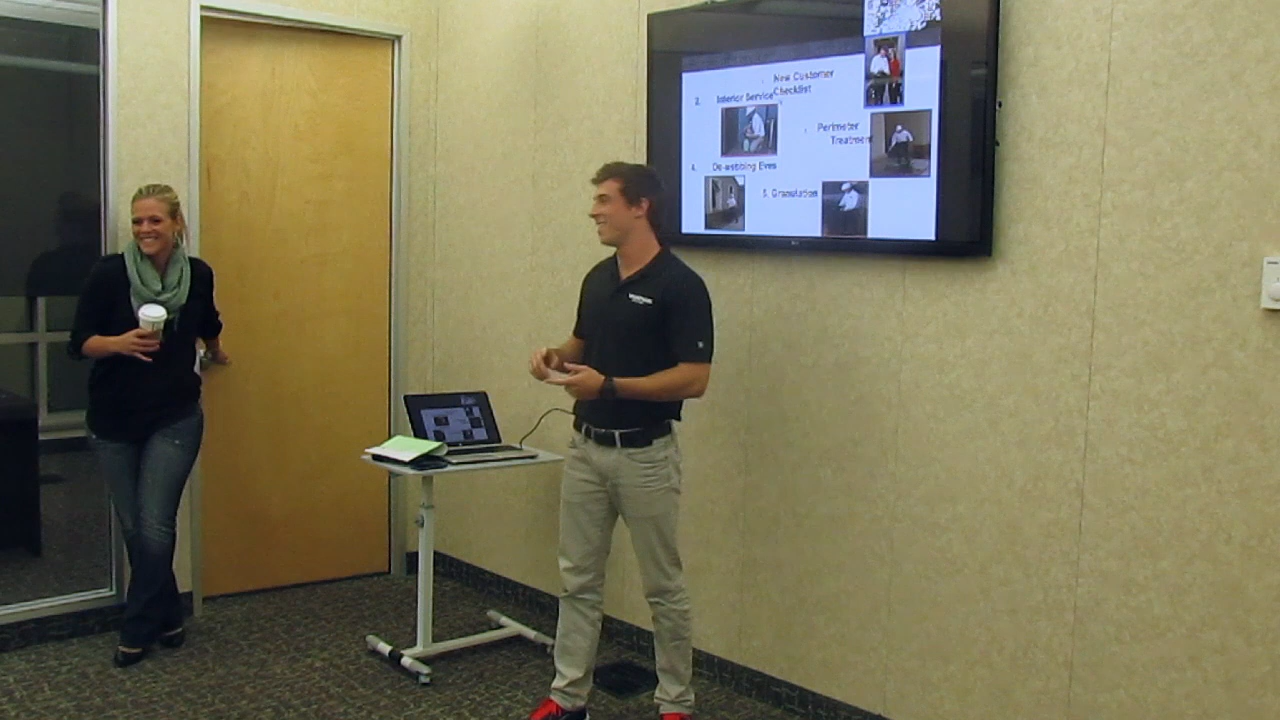 New Customer
Checklist
2. Interior Service
Perimeter
Treatment
4. De-webbing Eves
5. Granulation